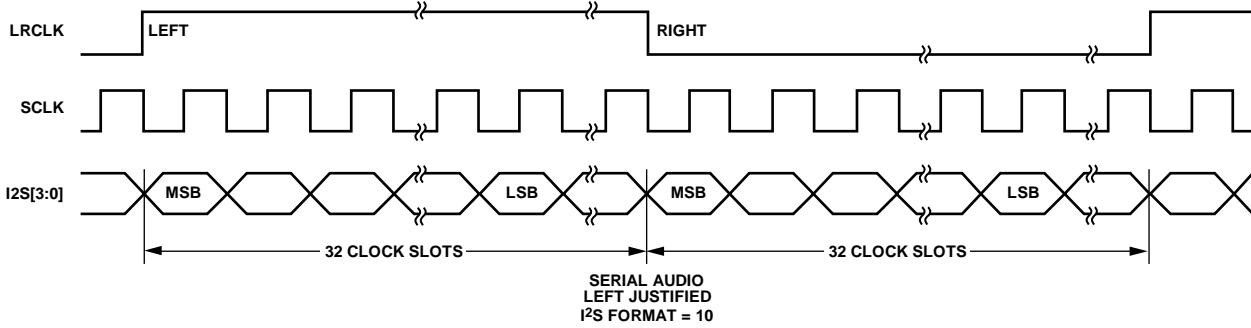 LRCLK
LEFT
RIGHT
SCLK
I2S[3:0]
MSB
LSB
MSB
LSB
32 CLOCK SLOTS
32 CLOCK SLOTS
SERIAL AUDIO
LEFT JUSTIFIED
I²S FORMAT = 10